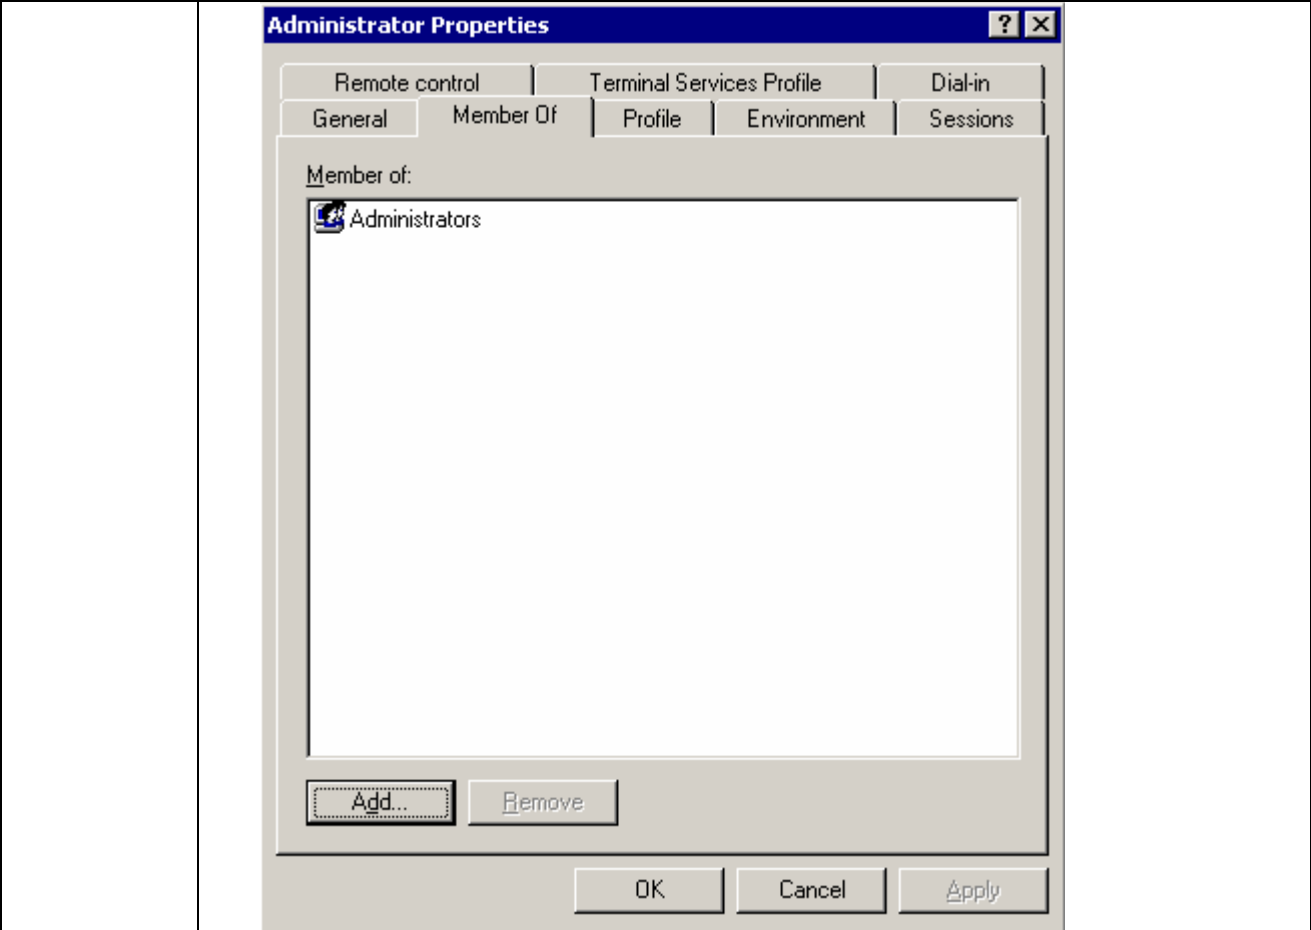 Administrator Properties
Remote control Terminal Services Profile Dial-in
General Member Of Profile Environment Sessions
Member of:
Administrators
Add... Remove
OK Cancel Apply